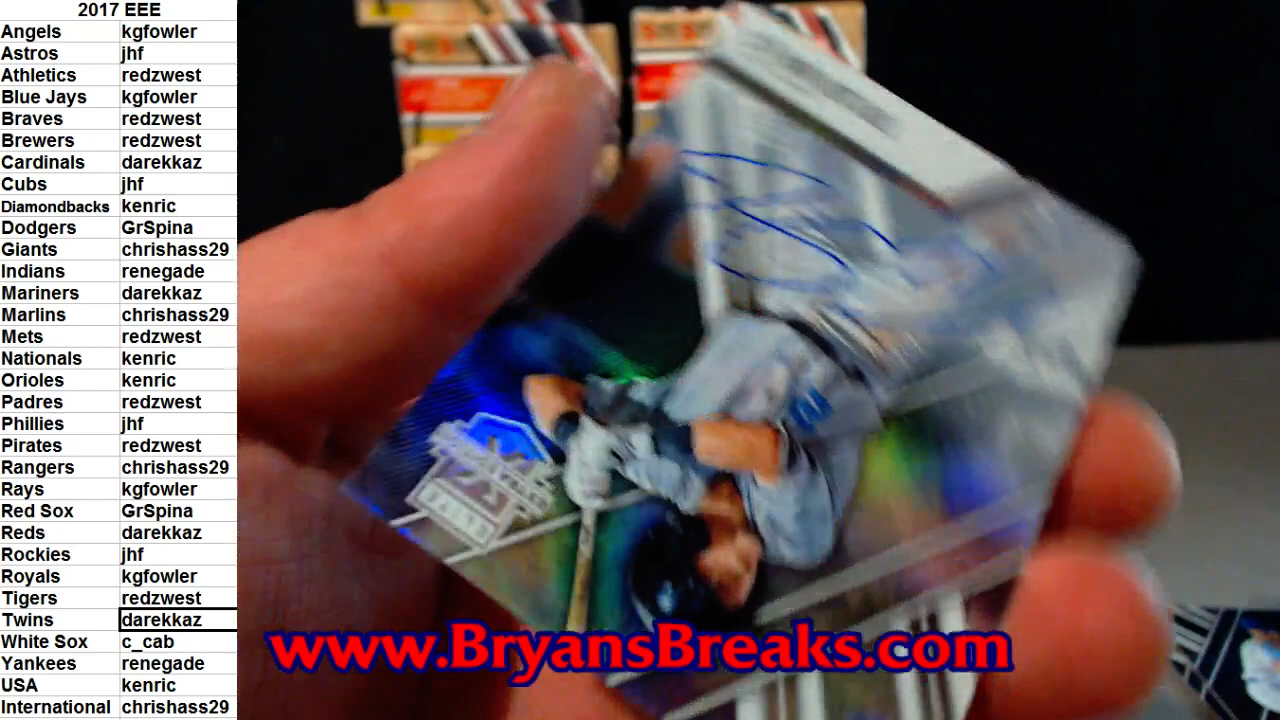 2017 EEE
Angels kgfowler
Astros jhf
Athletics redzwest
Blue Jays kgfowler
Braves redzwest
Brewers redzwest
Cardinals darekkaz
Cubs jhf
Diamondbacks kenric
Dodgers GrSpina
Giants chrishass29
Indians renegade
Mariners darekkaz
Marlins chrishass29
Mets redzwest
Nationals kenric
Orioles kenric
Padres redzwest
Phillies jhf
Pirates redzwest
Rangers chrishass29
Rays kgfowler
Red Sox GrSpina
Reds darekkaz
Rockies jhf
Royals kgfowler
Tigers redzwest
Twins darekkaz
White Sox c_cab
Yankees renegade
USA kenric
International chrishass29
www.BryansBreaks.com